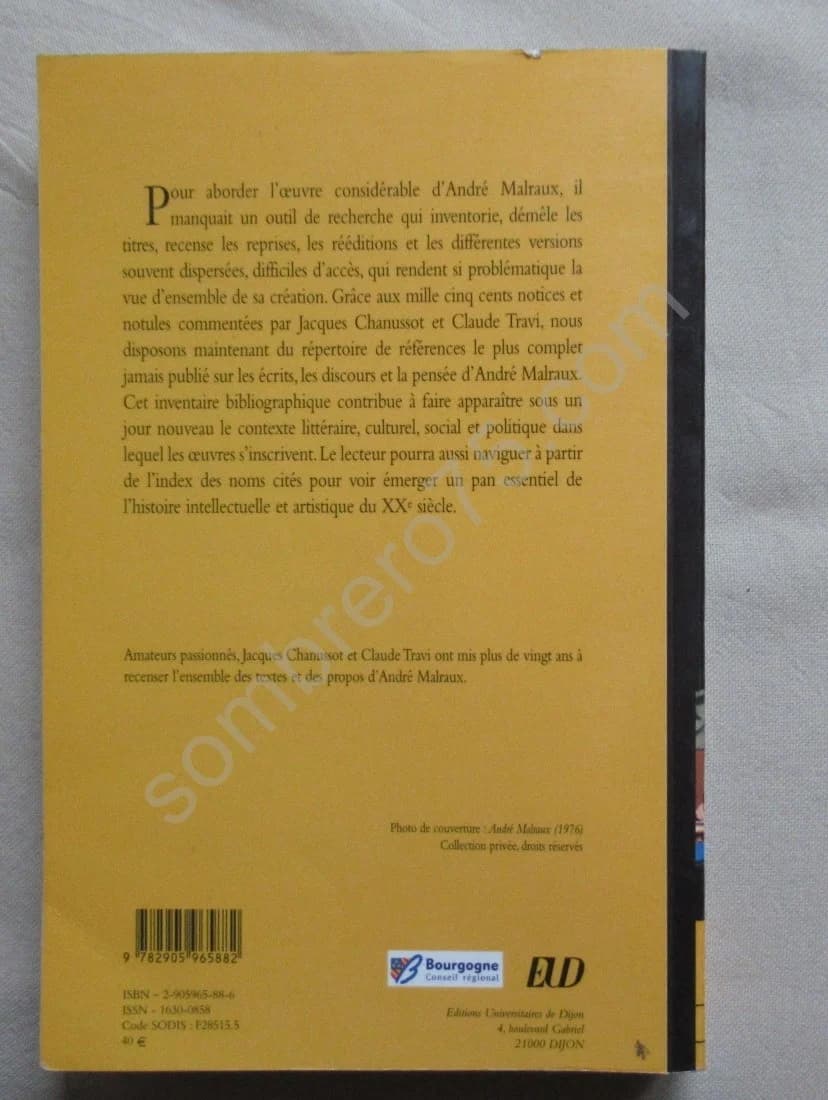 Pour aborder l'œuvre considérable d'André Malraux, il
manquait un outil de recherche qui inventorie, démêle les
titres, recense les reprises, les rééditions et les différentes versions
souvent dispersées, difficiles d'accès, qui rendent si problématique la
vue d'ensemble de sa création. Grâce aux mille cinq cents notices et
notules commentées par Jacques Chanussot et Claude Travi, nous
disposons maintenant du répertoire de références le plus complet
jamais publié sur les écrits, les discours et la pensée d'André Malraux.
Cet inventaire bibliographique contribue à faire apparaître sous un
jour nouveau le contexte littéraire, culturel, social et politique dans
lequel les œuvres s'inscrivent. Le lecteur pourra aussi naviguer à partir
de l'index des noms cités pour voir émerger un pan essentiel de
l'histoire intellectuelle et artistique du XXe siècle.
Amateurs passionnés, Jacques Chanussot et Claude Travi ont mis plus de vingt ans à
recenser l'ensemble des textes et des propos d'André Malraux.
Photo de couverture : André Malraux (1976)
Collection privée, droits réservés
9 782905 965882
ISBN – 2-905965-88-6
ISSN – 1630-0858
Code SODIS : F28515.5
40 €
Bourgogne
Conseil régional
EUD
Editions Universitaires de Dijon
4, boulevard Gabriel
21000 DIJON
sombrero75.com